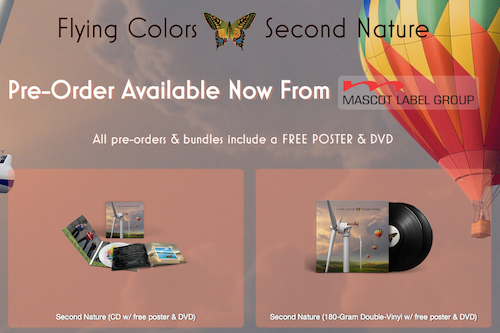 Flying Colors Second Nature
Pre-Order Available Now From MASCOT LABEL GROUP
All pre-orders & bundles include a FREE POSTER & DVD
Second Nature (CD w/ free poster & DVD)
Second Nature (180-Gram Double-Vinyl w/ free poster & DVD)